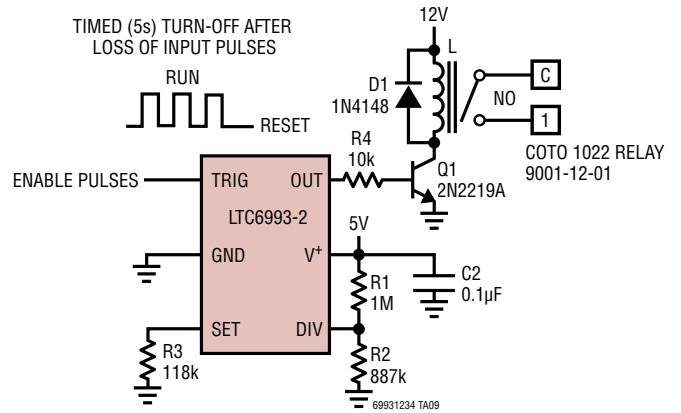 TIMED (5s) TURN-OFF AFTER
LOSS OF INPUT PULSES
RUN
RESET
12V
L
D1
1N4148
NO
C
1
COTO 1022 RELAY
9001-12-01
R4
10k
Q1
2N2219A
ENABLE PULSES
TRIG
OUT
LTC6993-2
GND
V+
SET
DIV
5V
R1
1M
C2
0.1µF
R3
118k
R2
887k
69931234 TA09